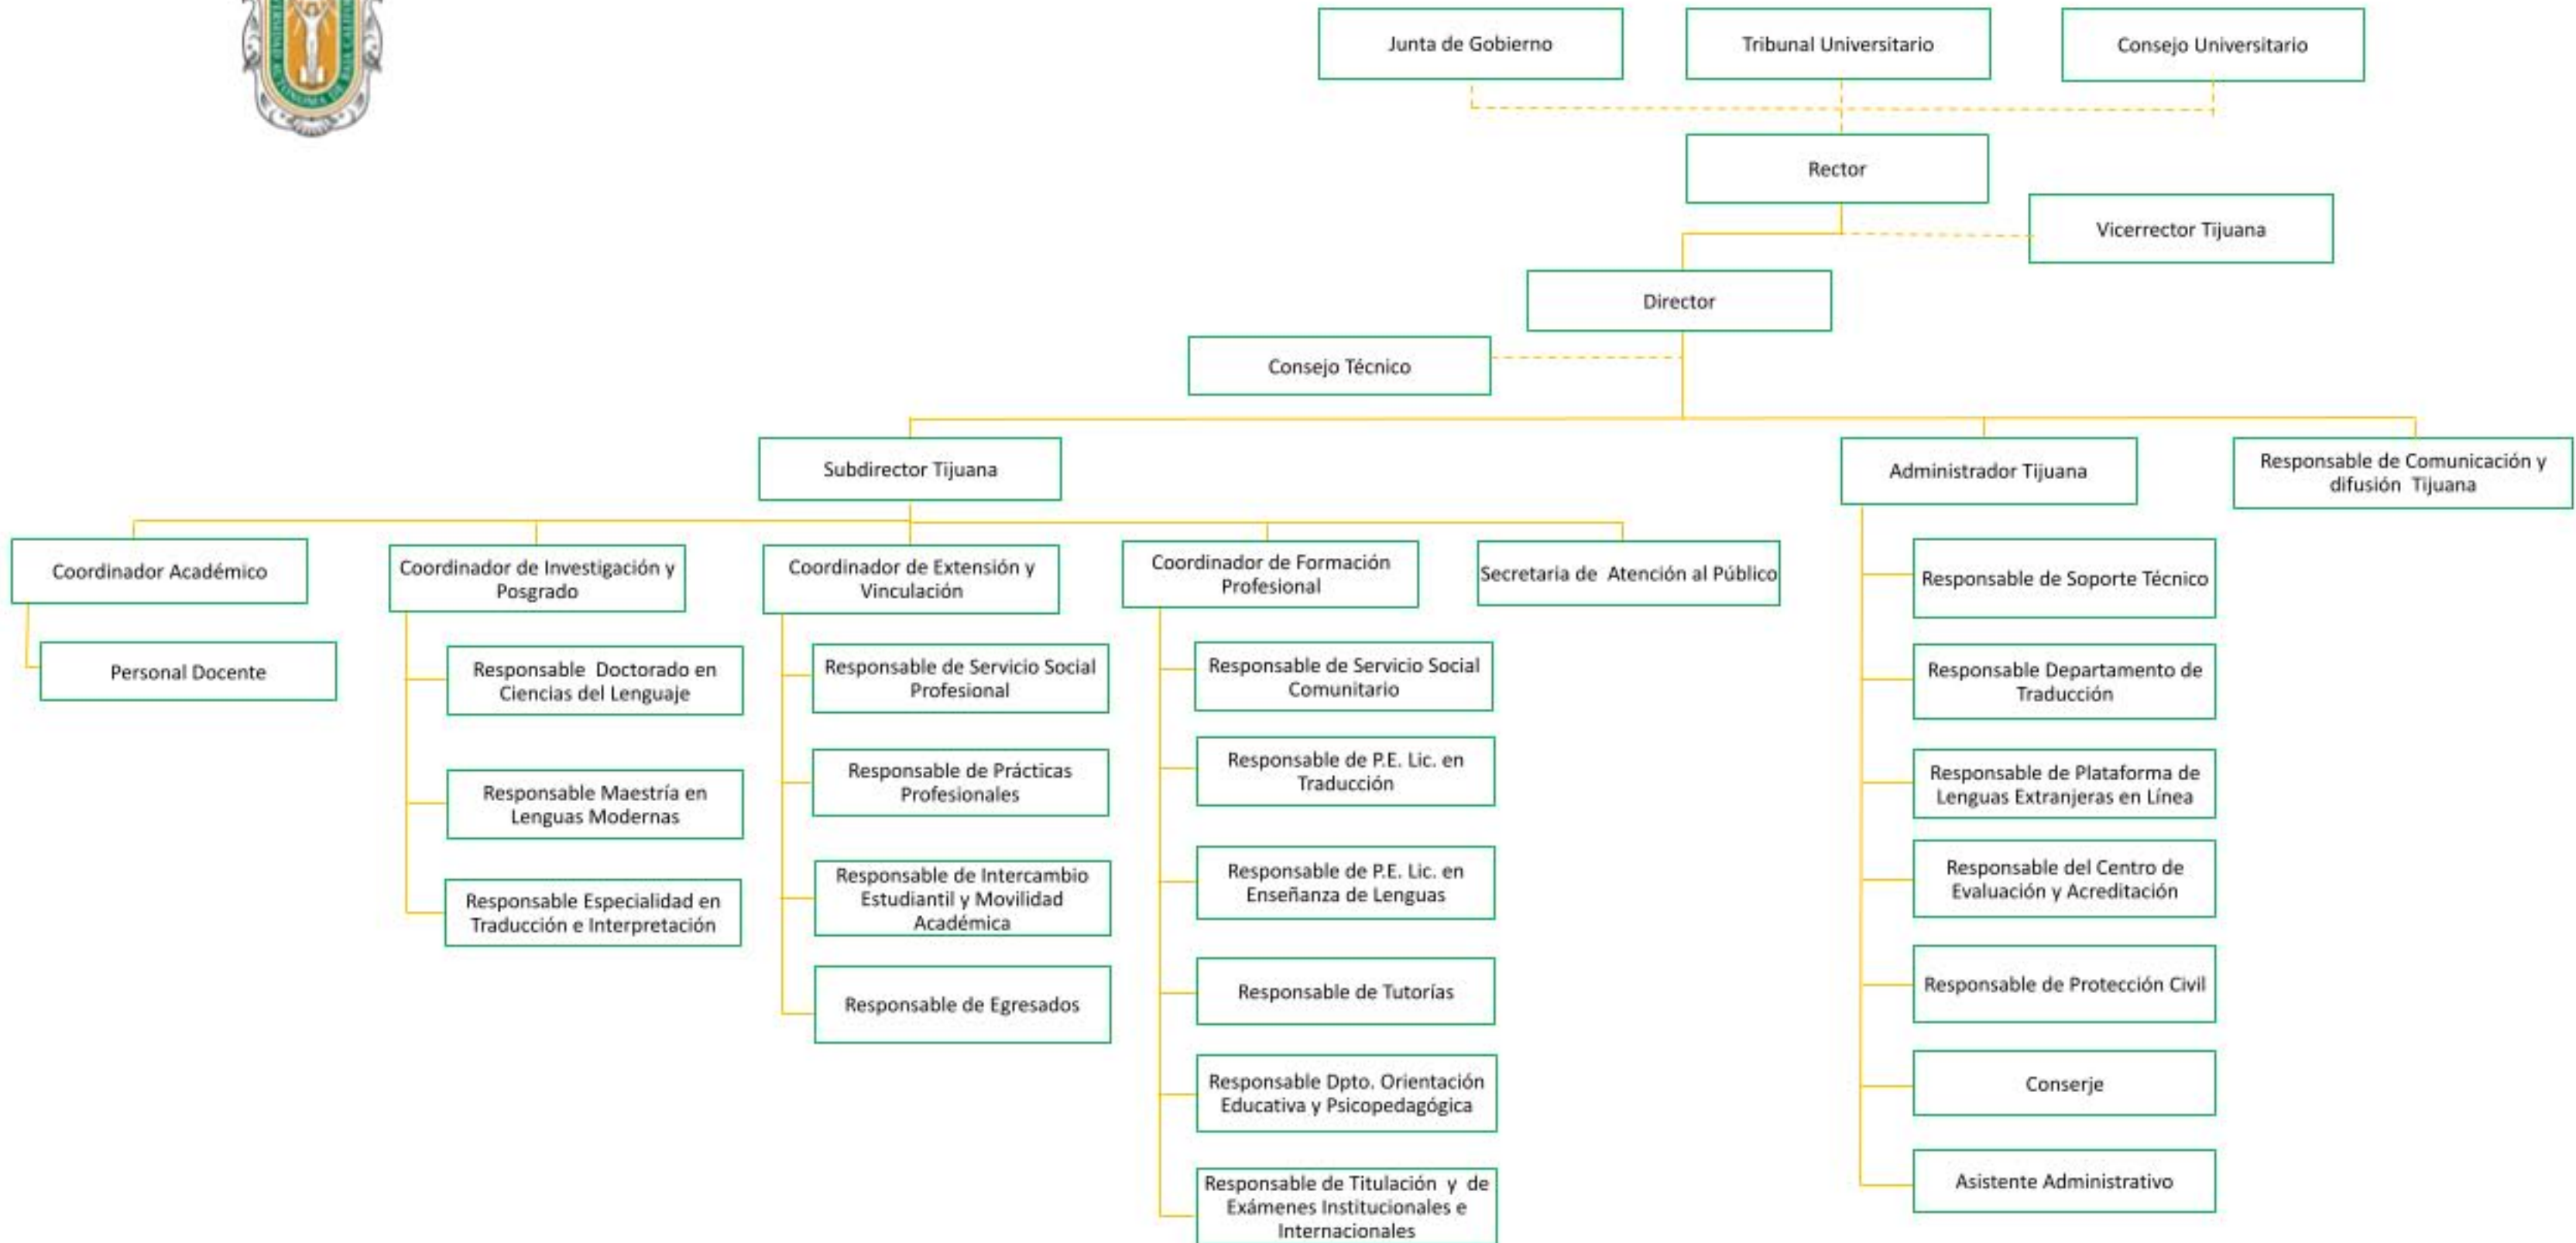 AUTONOMA DE BAJA
Junta de Gobierno
Tribunal Universitario
Consejo Universitario
Rector
Vicerrector Tijuana
Director
Consejo Técnico
Subdirector Tijuana
Administrador Tijuana
Responsable de Comunicación y
difusión Tijuana
Coordinador Académico
Coordinador de Investigación y
Posgrado
Coordinador de Extensión y
Vinculación
Coordinador de Formación
Profesional
Secretaria de Atención al Público
Personal Docente
Responsable Doctorado en
Ciencias del Lenguaje
Responsable Maestría en
Lenguas Modernas
Responsable Especialidad en
Traducción e Interpretación
Responsable de Servicio Social
Profesional
Responsable de Prácticas
Profesionales
Responsable de Intercambio
Estudiantil y Movilidad
Académica
Responsable de Egresados
Responsable de Servicio Social
Comunitario
Responsable de P.E. Lic. en
Traducción
Responsable de P.E. Lic. en
Enseñanza de Lenguas
Responsable de Tutorías
Responsable Dpto. Orientación
Educativa y Psicopedagógica
Responsable de Titulación y de
Exámenes Institucionales e
Internacionales
Responsable de Soporte Técnico
Responsable Departamento de
Traducción
Responsable de Plataforma de
Lenguas Extranjeras en Línea
Responsable del Centro de
Evaluación y Acreditación
Responsable de Protección Civil
Conserje
Asistente Administrativo